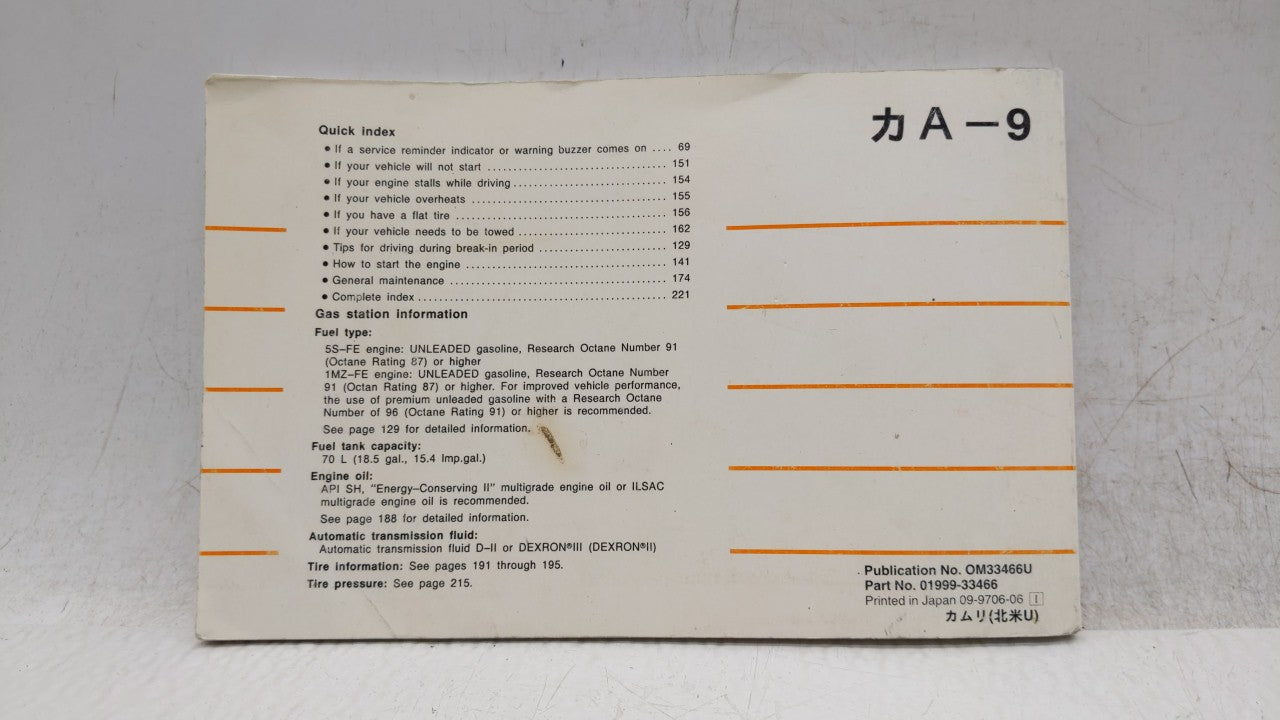 Quick index
• If a service reminder indicator or warning buzzer comes on .... 69
• If your vehicle will not start ................................ 151
• If your engine stalls while driving ........................... 154
• If your vehicle overheats ..................................... 155
• If you have a flat tire ....................................... 156
• If your vehicle needs to be towed ............................. 162
• Tips for driving during break-in period ....................... 129
• How to start the engine ....................................... 141
• General maintenance ........................................... 174
• Complete index ................................................ 221
Gas station information
Fuel type:
5S–FE engine: UNLEADED gasoline, Research Octane Number 91
(Octane Rating 87) or higher
1MZ–FE engine: UNLEADED gasoline, Research Octane Number
91 (Octan Rating 87) or higher. For improved vehicle performance,
the use of premium unleaded gasoline with a Research Octane
Number of 96 (Octane Rating 91) or higher is recommended.
See page 129 for detailed information.
Fuel tank capacity:
70 L (18.5 gal., 15.4 Imp.gal.)
Engine oil:
API SH, “Energy–Conserving II” multigrade engine oil or ILSAC
multigrade engine oil is recommended.
See page 188 for detailed information.
Automatic transmission fluid:
Automatic transmission fluid D–II or DEXRON®III (DEXRON®II)
Tire information: See pages 191 through 195.
Tire pressure: See page 215.
カA－9
Publication No. OM33466U
Part No. 01999-33466
Printed in Japan 09-9706-06 I
カムリ(北米U)